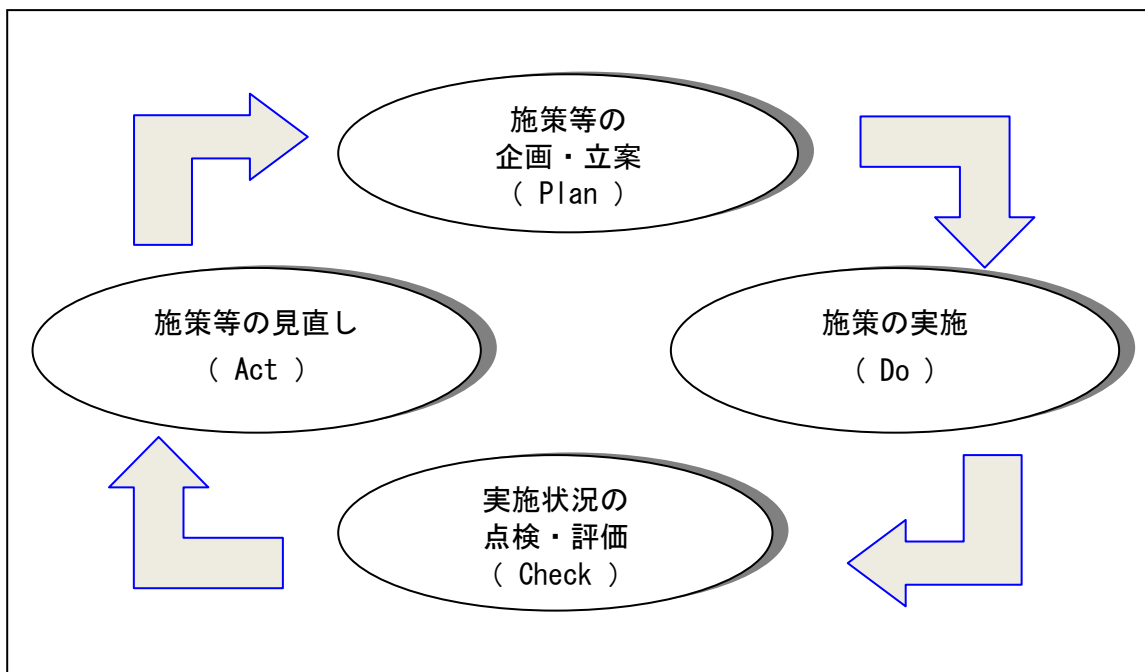 施策等の
企画・立案
( Plan )
施策等の見直し
( Act )
施策の実施
( Do )
実施状況の
点検・評価
( Check )